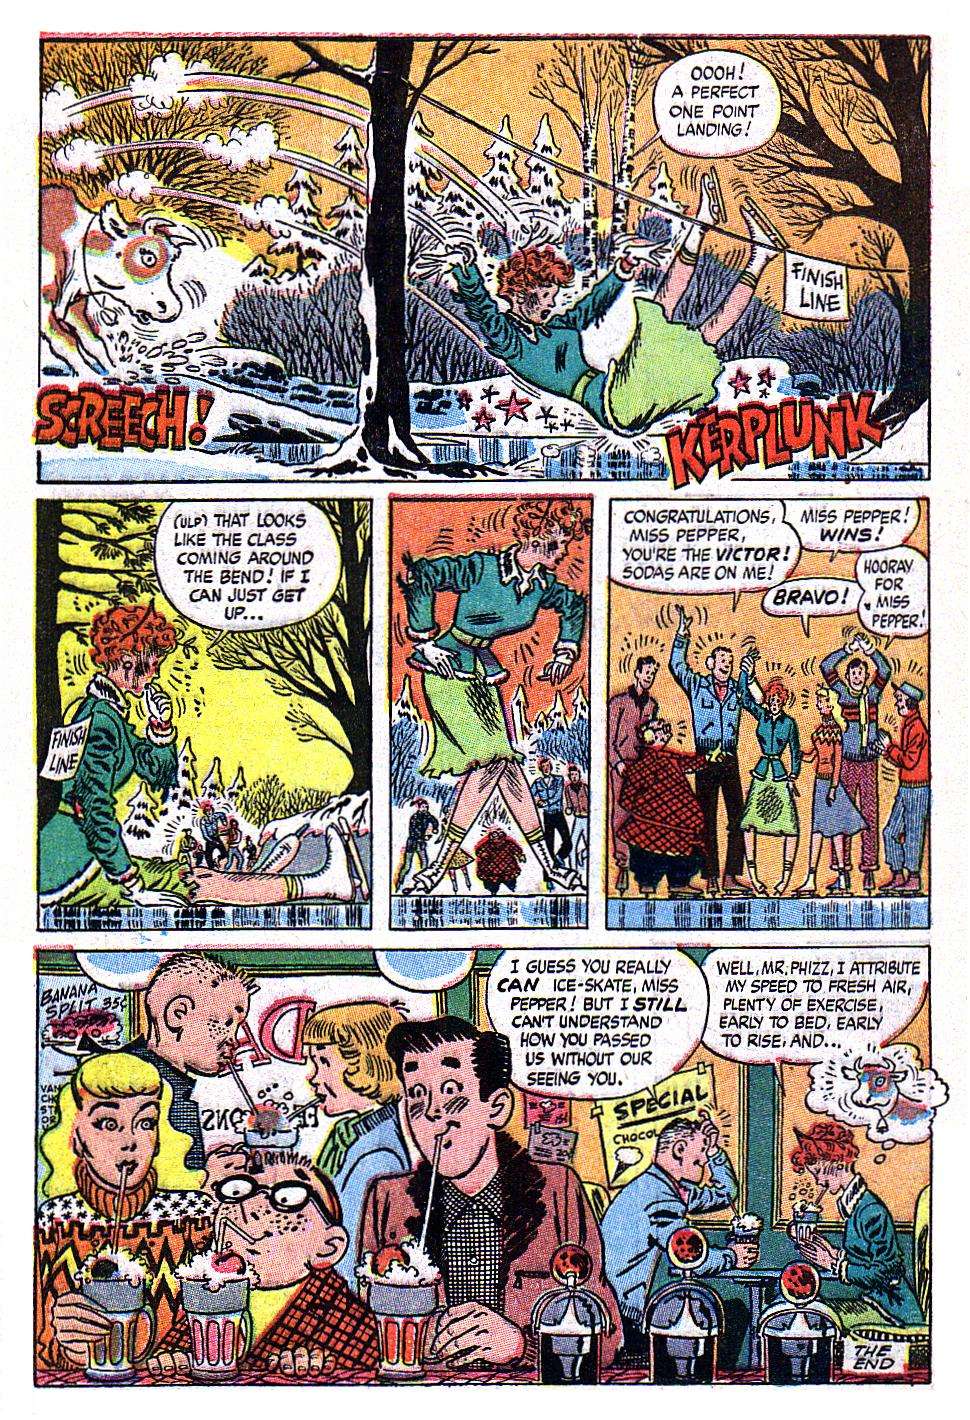 OOOH!
A PERFECT
ONE POINT
LANDING!
FINISH
LINE
SCREECH!
KERPLUNK
(ULP) THAT LOOKS
LIKE THE CLASS
COMING AROUND
THE BEND! IF I
CAN JUST GET
UP...
FINISH
LINE
CONGRATULATIONS,
MISS PEPPER,
YOU'RE THE VICTOR!
SODAS ARE ON ME!
MISS PEPPER!
WINS!
BRAVO!
HOORAY
FOR
MISS
PEPPER!
BANANA
SPLIT 35¢
I GUESS YOU REALLY
CAN ICE-SKATE, MISS
PEPPER! BUT I STILL
CAN'T UNDERSTAND
HOW YOU PASSED
US WITHOUT OUR
SEEING YOU.
WELL, MR. PHIZZ, I ATTRIBUTE
MY SPEED TO FRESH AIR,
PLENTY OF EXERCISE,
EARLY TO BED, EARLY
TO RISE, AND...
SPECIAL
CHOCOL
THE
END